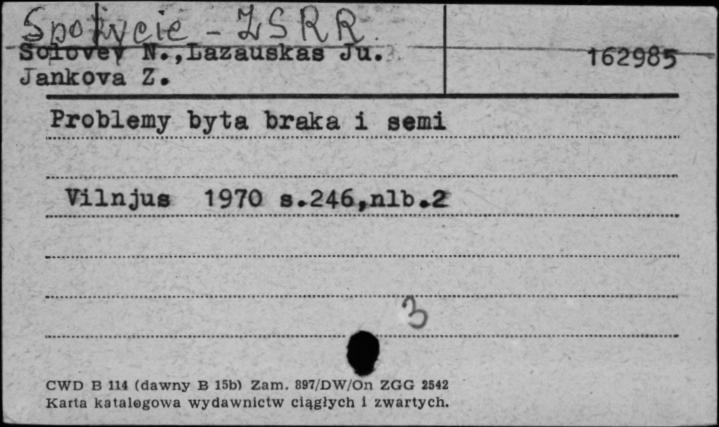 Spożycie - ZSRR.
Solovey N.,Lazauskas Ju.
162985
Jankova Z.
Problemy byta braka i semi
Vilnjus 1970 s.246,nlb.2
3
CWD B 114 (dawny B 15b) Zam. 897/DW/On ZGG 2542
Karta katalogowa wydawnictw ciągłych i zwartych.